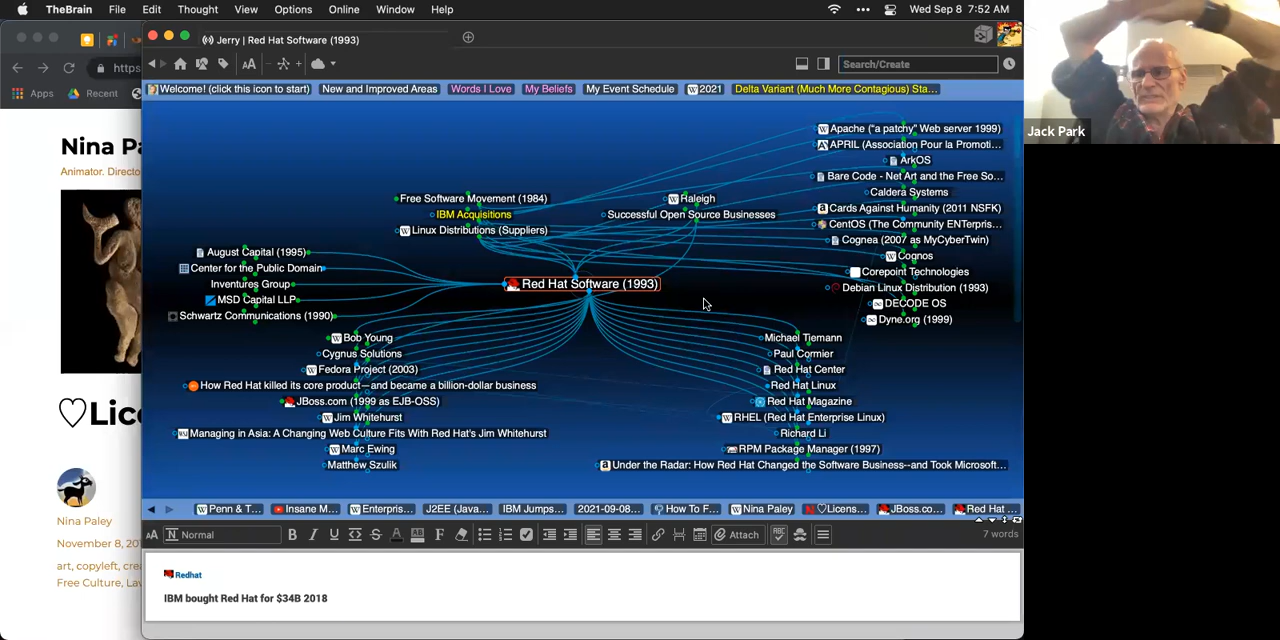 TheBrain File Edit Thought View Options Online Window Help Wed Sep 8 7:52 AM
Jerry | Red Hat Software (1993)
https
Search/Create
Apps Recent
Welcome! (click this icon to start) New and Improved Areas Words I Love My Beliefs My Event Schedule 2021 Delta Variant (Much More Contagious) Sta...
Jack Park
Nina Pa
Animator. Directo
Apache ("a patchy" Web server 1999)
APRIL (Association Pour la Promoti...
ArkOS
Bare Code - Net Art and the Free So...
Caldera Systems
Cards Against Humanity (2011 NSFK)
CentOS (The Community ENTerpris...
Cognea (2007 as MyCyberTwin)
Cognos
Corepoint Technologies
Debian Linux Distribution (1993)
DECODE OS
Dyne.org (1999)
Free Software Movement (1984)
IBM Acquisitions
Linux Distributions (Suppliers)
Raleigh
Successful Open Source Businesses
August Capital (1995)
Center for the Public Domain
Inventures Group
MSD Capital LLP
Schwartz Communications (1990)
Red Hat Software (1993)
Bob Young
Cygnus Solutions
Fedora Project (2003)
How Red Hat killed its core product—and became a billion-dollar business
JBoss.com (1999 as EJB-OSS)
Jim Whitehurst
Managing in Asia: A Changing Web Culture Fits With Red Hat's Jim Whitehurst
Marc Ewing
Matthew Szulik
Michael Tiemann
Paul Cormier
Red Hat Center
Red Hat Linux
Red Hat Magazine
RHEL (Red Hat Enterprise Linux)
Richard Li
RPM Package Manager (1997)
Under the Radar: How Red Hat Changed the Software Business--and Took Microsoft...
♡Lice
Nina Paley
November 8, 20
art, copyleft, cre
Free Culture, La
Penn & T... Insane M... Enterpris... J2EE (Java... IBM Jumps... 2021-09-08... How To F... Nina Paley ♡Licens... JBoss.co... Red Hat ...
Normal B I U S A F Attach 7 words
Redhat
IBM bought Red Hat for $34B 2018